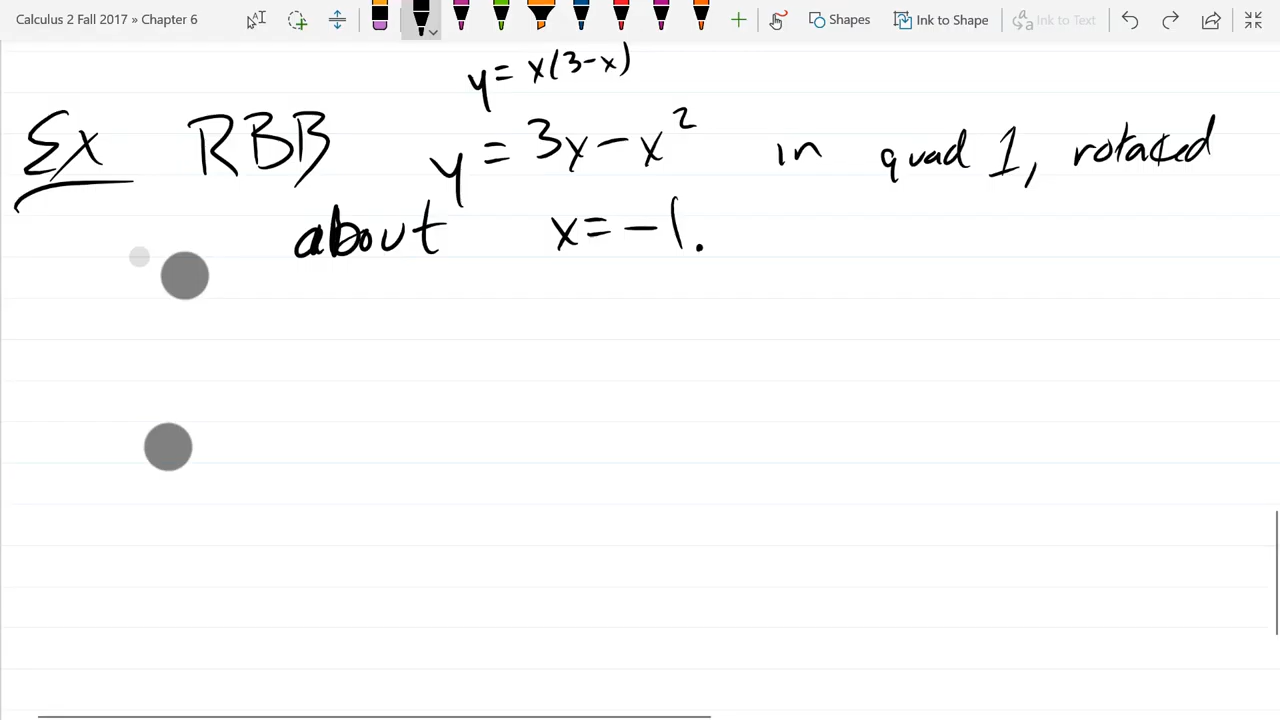 Calculus 2 Fall 2017 » Chapter 6
Shapes
Ink to Shape
Ink to Text
y = x(3-x)
Ex RBB y = 3x - x² in quad 1, rotated
about x = -1.